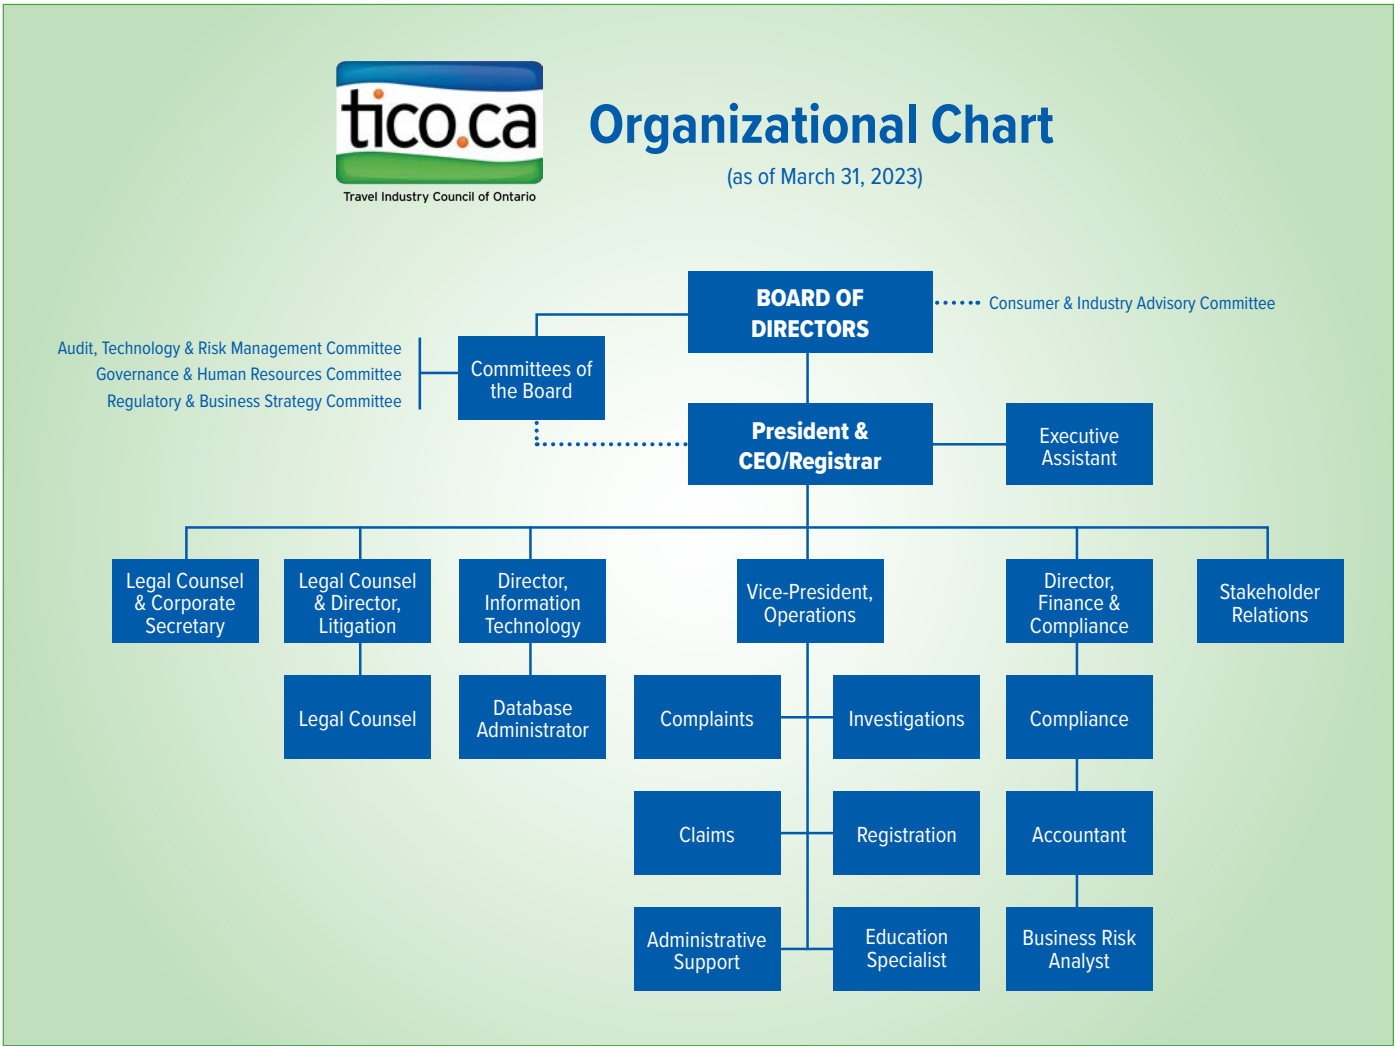 tico.ca
Travel Industry Council of Ontario
Organizational Chart
(as of March 31, 2023)
BOARD OF
DIRECTORS
Consumer & Industry Advisory Committee
Audit, Technology & Risk Management Committee
Governance & Human Resources Committee
Regulatory & Business Strategy Committee
Committees of
the Board
President &
CEO/Registrar
Executive
Assistant
Legal Counsel
& Corporate
Secretary
Legal Counsel
& Director,
Litigation
Director,
Information
Technology
Vice-President,
Operations
Director,
Finance &
Compliance
Stakeholder
Relations
Legal Counsel
Database
Administrator
Complaints
Investigations
Compliance
Claims
Registration
Accountant
Administrative
Support
Education
Specialist
Business Risk
Analyst